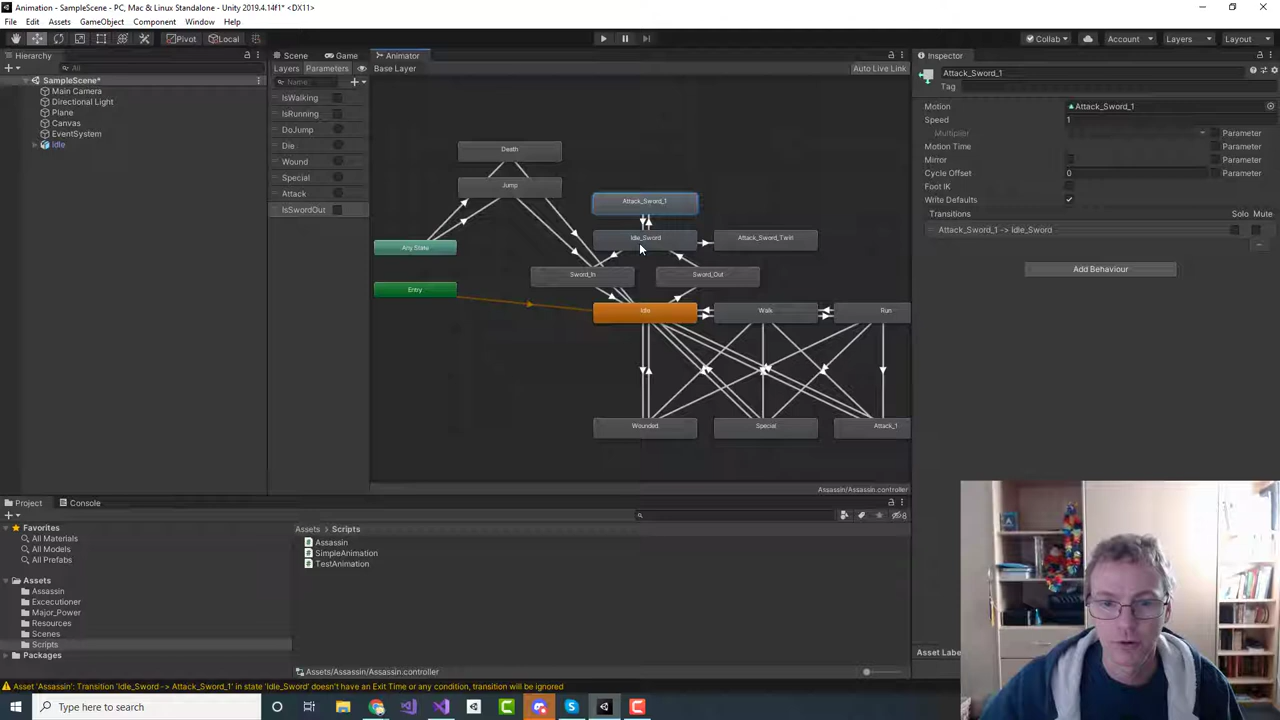 Animation - SampleScene - PC, Mac & Linux Standalone - Unity 2019.4.14f1* <DX11>
File Edit Assets GameObject Component Window Help
Pivot Local Collab Account Layers Layout
Hierarchy
All
SampleScene*
Main Camera
Directional Light
Plane
Canvas
EventSystem
Idle
Scene Game Animator
Layers Parameters Base Layer Auto Live Link
Name
IsWalking
IsRunning
DoJump
Die
Wound
Special
Attack
IsSwordOut
Death
Jump
Attack_Sword_1
Any State
Idle_Sword
Attack_Sword_Twirl
Sword_In
Sword_Out
Entry
Idle
Walk
Run
Wounded
Special
Attack_1
Assassin/Assassin.controller
Inspector
Attack_Sword_1
Tag
Motion Attack_Sword_1
Speed 1
Multiplier Parameter
Motion Time Parameter
Mirror Parameter
Cycle Offset 0 Parameter
Foot IK
Write Defaults
Transitions Solo Mute
Attack_Sword_1 -> Idle_Sword
Add Behaviour
Project Console
8
Favorites
All Materials
All Models
All Prefabs
Assets
Assassin
Excecutioner
Major_Power
Resources
Scenes
Scripts
Packages
Assets Scripts
Assassin
SimpleAnimation
TestAnimation
Assets/Assassin/Assassin.controller
Asset Label
Asset 'Assassin': Transition 'Idle_Sword -> Attack_Sword_1' in state 'Idle_Sword' doesn't have an Exit Time or any condition, transition will be ignored
Type here to search